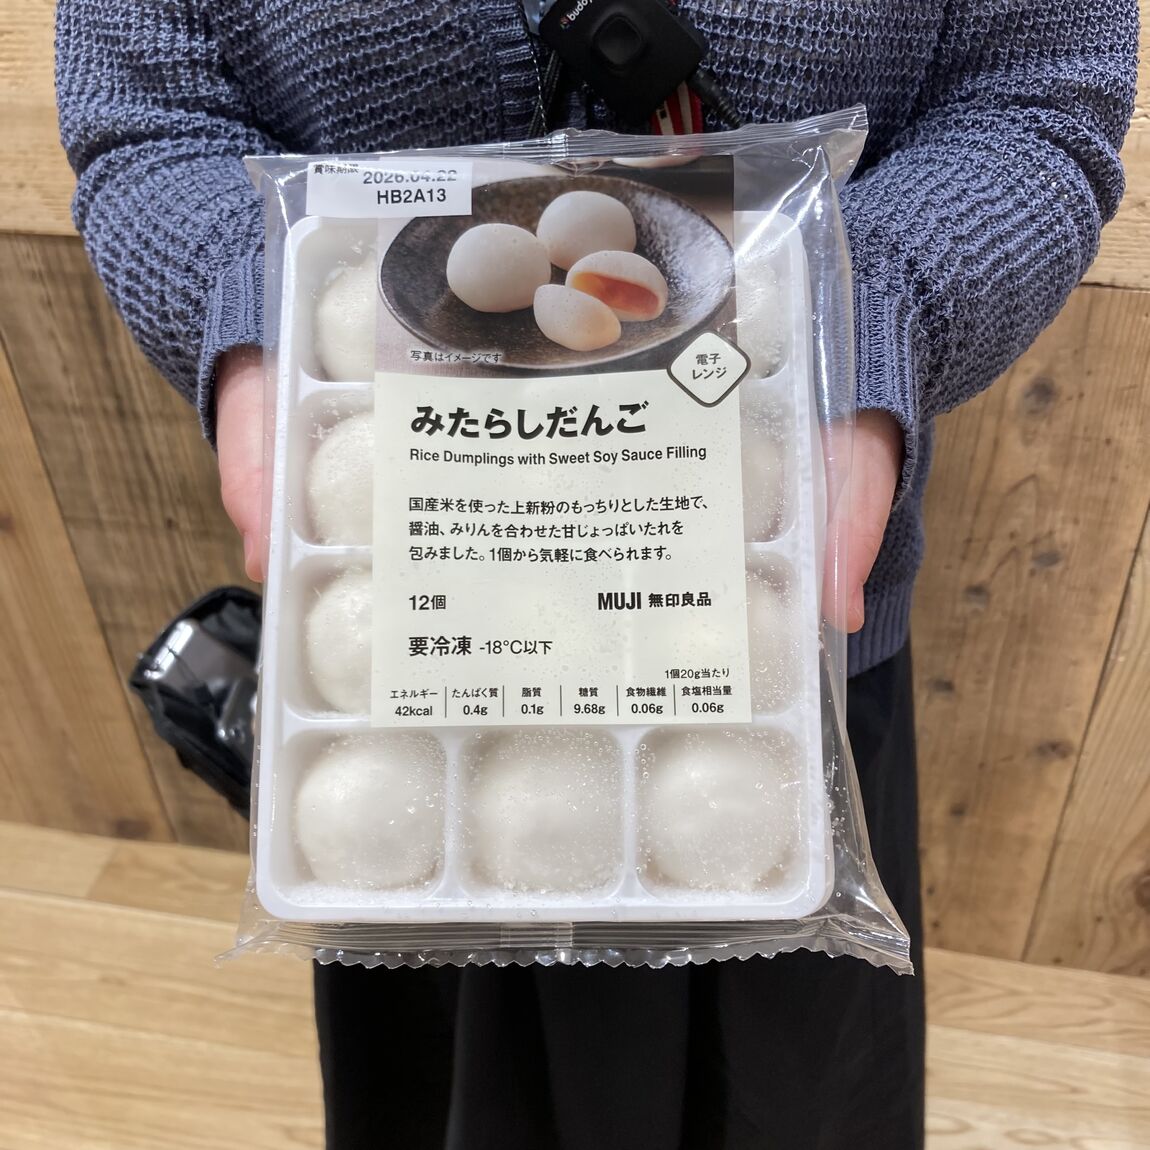 budd
賞味期限
2026.04.22
HB2A13
写真はイメージです
電子
レンジ
みたらしだんご
Rice Dumplings with Sweet Soy Sauce Filling
国産米を使った上新粉のもっちりとした生地で、
醤油、みりんを合わせた甘じょっぱいたれを
包みました。1個から気軽に食べられます。
12個
MUJI 無印良品
要冷凍 -18°C以下
1個20g当たり
エネルギー たんぱく質 脂質 糖質 食物繊維 食塩相当量
42kcal 0.4g 0.1g 9.68g 0.06g 0.06g